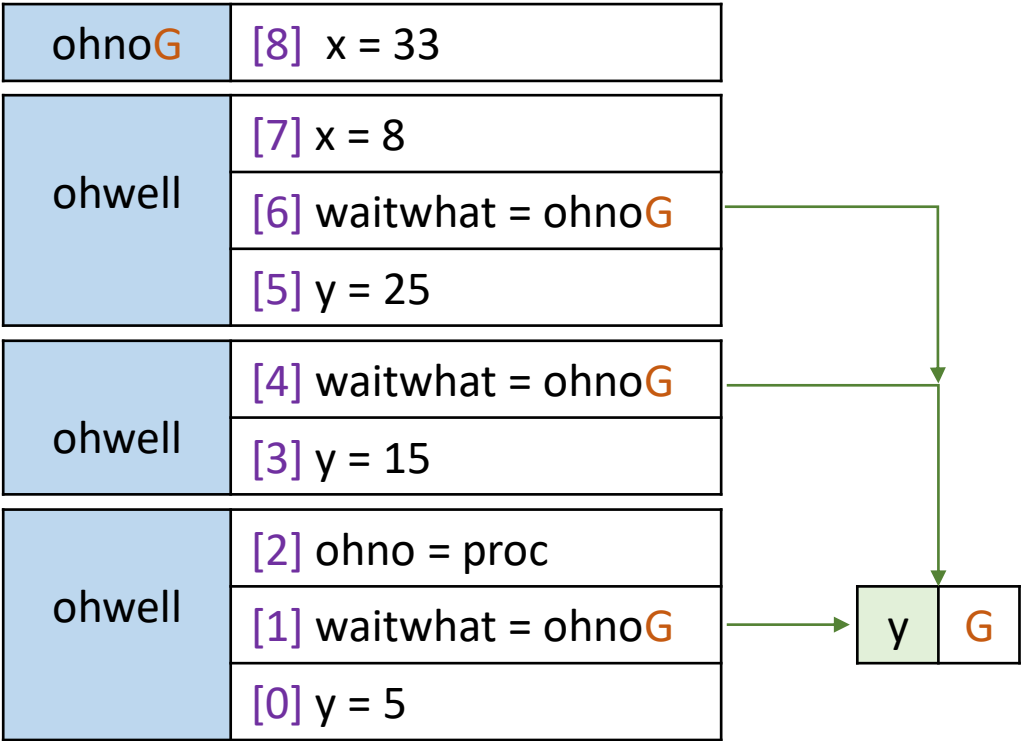 ohnoG [8] x = 33
[7] x = 8
ohwell [6] waitwhat = ohnoG
[5] y = 25
[4] waitwhat = ohnoG
ohwell [3] y = 15
[2] ohno = proc
ohwell [1] waitwhat = ohnoG y G
[0] y = 5